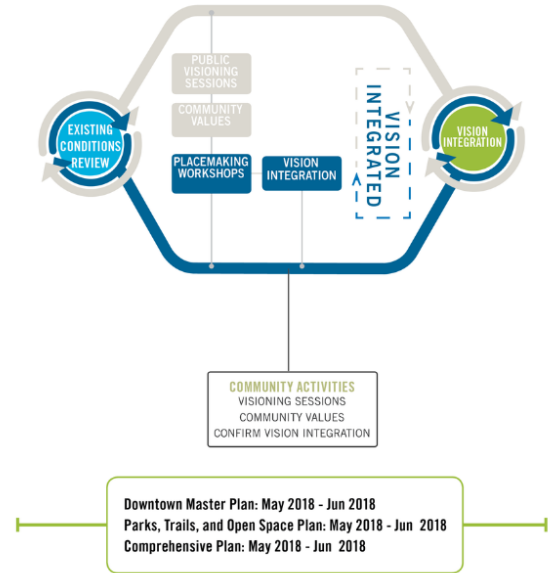 PUBLIC
VISIONING
SESSIONS
COMMUNITY
VALUES
EXISTING
CONDITIONS
REVIEW
PLACEMAKING
WORKSHOPS
VISION
INTEGRATION
VISION
INTEGRATED
VISION
INTEGRATION
COMMUNITY ACTIVITIES
VISIONING SESSIONS
COMMUNITY VALUES
CONFIRM VISION INTEGRATION
Downtown Master Plan: May 2018 - Jun 2018
Parks, Trails, and Open Space Plan: May 2018 - Jun 2018
Comprehensive Plan: May 2018 - Jun 2018